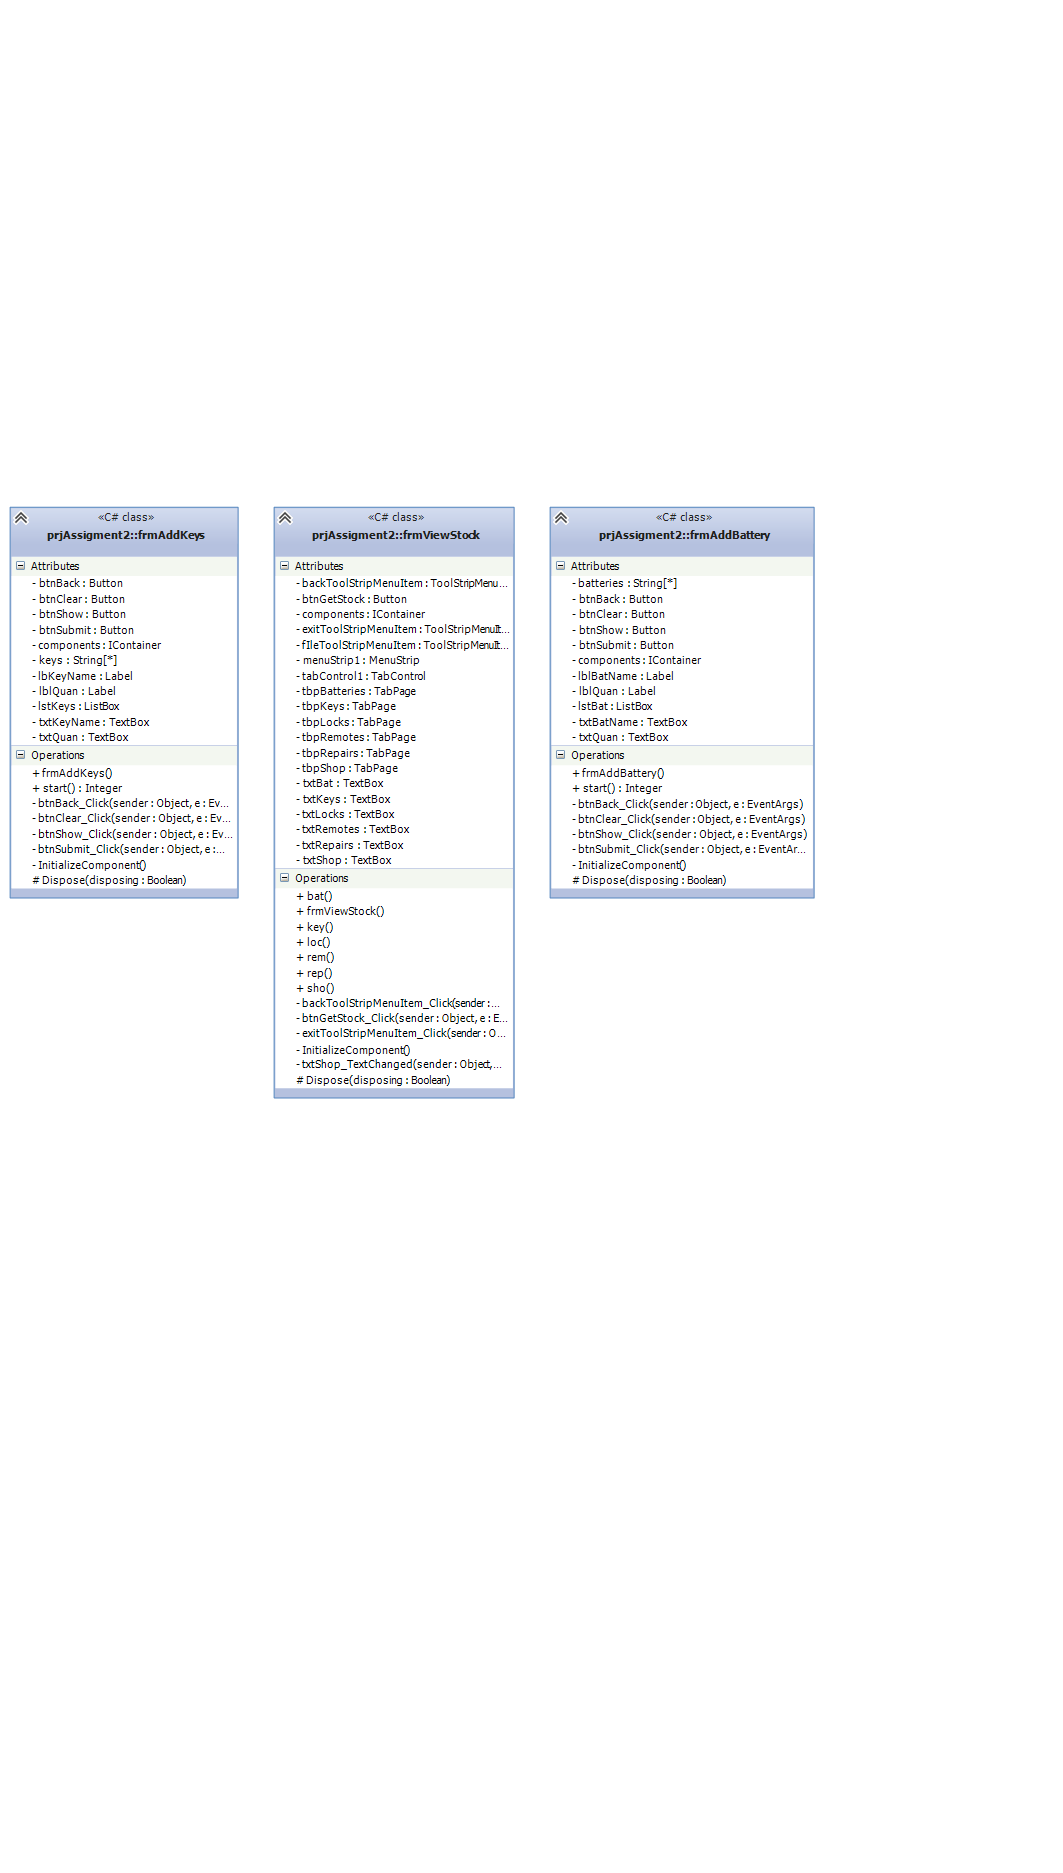 «C# class»
prjAssigment2::frmAddKeys
Attributes
- btnBack : Button
- btnClear : Button
- btnShow : Button
- btnSubmit : Button
- components : IContainer
- keys : String[*]
- lbKeyName : Label
- lblQuan : Label
- lstKeys : ListBox
- txtKeyName : TextBox
- txtQuan : TextBox
Operations
+ frmAddKeys()
+ start() : Integer
- btnBack_Click(sender : Object, e : Ev...
- btnClear_Click(sender : Object, e : Ev...
- btnShow_Click(sender : Object, e : Ev...
- btnSubmit_Click(sender : Object, e :...
- InitializeComponent()
# Dispose(disposing : Boolean)
«C# class»
prjAssigment2::frmViewStock
Attributes
- backToolStripMenuItem : ToolStripMenu...
- btnGetStock : Button
- components : IContainer
- exitToolStripMenuItem : ToolStripMenuIt...
- fIleToolStripMenuItem : ToolStripMenuIt...
- menuStrip1 : MenuStrip
- tabControl1 : TabControl
- tbpBatteries : TabPage
- tbpKeys : TabPage
- tbpLocks : TabPage
- tbpRemotes : TabPage
- tbpRepairs : TabPage
- tbpShop : TabPage
- txtBat : TextBox
- txtKeys : TextBox
- txtLocks : TextBox
- txtRemotes : TextBox
- txtRepairs : TextBox
- txtShop : TextBox
Operations
+ bat()
+ frmViewStock()
+ key()
+ loc()
+ rem()
+ rep()
+ sho()
- backToolStripMenuItem_Click(sender :...
- btnGetStock_Click(sender : Object, e : E...
- exitToolStripMenuItem_Click(sender : O...
- InitializeComponent()
- txtShop_TextChanged(sender : Object,...
# Dispose(disposing : Boolean)
«C# class»
prjAssigment2::frmAddBattery
Attributes
- batteries : String[*]
- btnBack : Button
- btnClear : Button
- btnShow : Button
- btnSubmit : Button
- components : IContainer
- lblBatName : Label
- lblQuan : Label
- lstBat : ListBox
- txtBatName : TextBox
- txtQuan : TextBox
Operations
+ frmAddBattery()
+ start() : Integer
- btnBack_Click(sender : Object, e : EventArgs)
- btnClear_Click(sender : Object, e : EventArgs)
- btnShow_Click(sender : Object, e : EventArgs)
- btnSubmit_Click(sender : Object, e : EventAr...
- InitializeComponent()
# Dispose(disposing : Boolean)